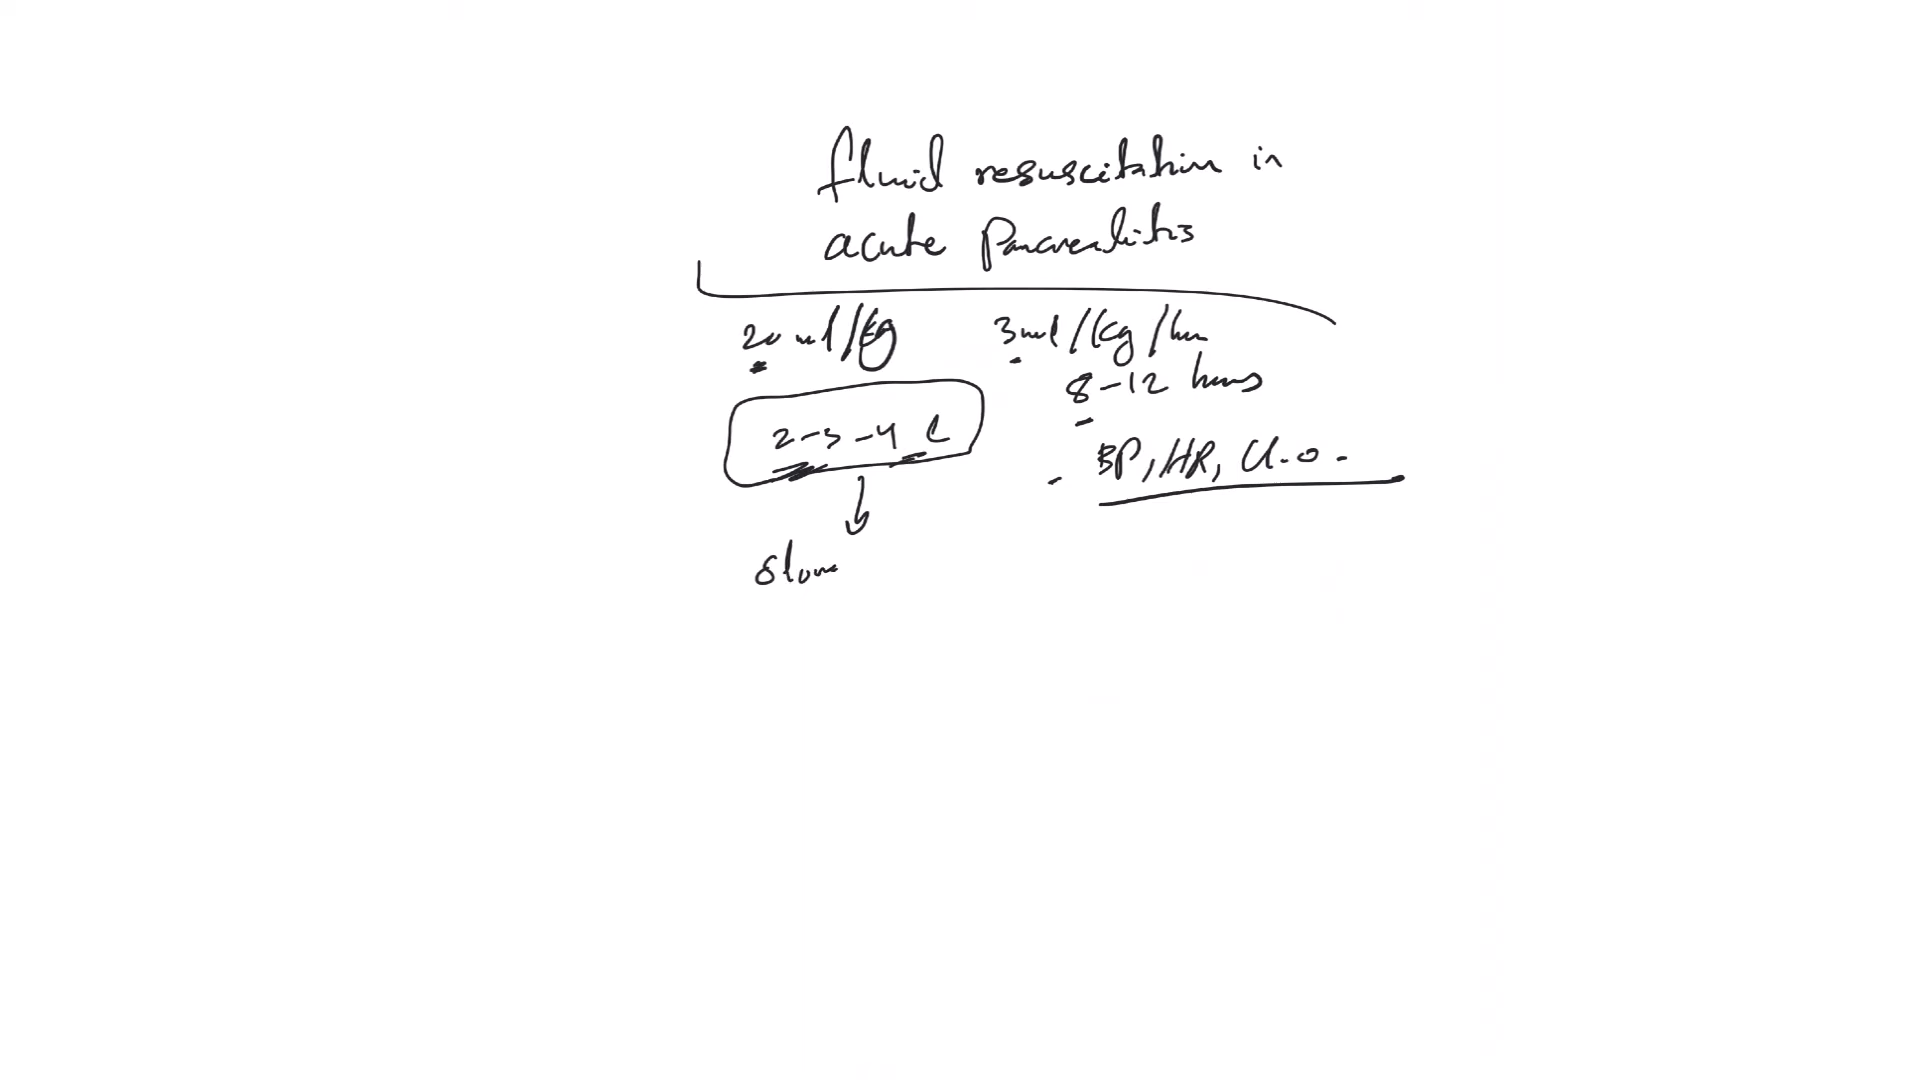 fluid resuscitation in
acute Pancreatitis
20 ml/kg
3ml/kg/hr
8-12 hours
2-3-4 L
BP, HR, U.O.
slow